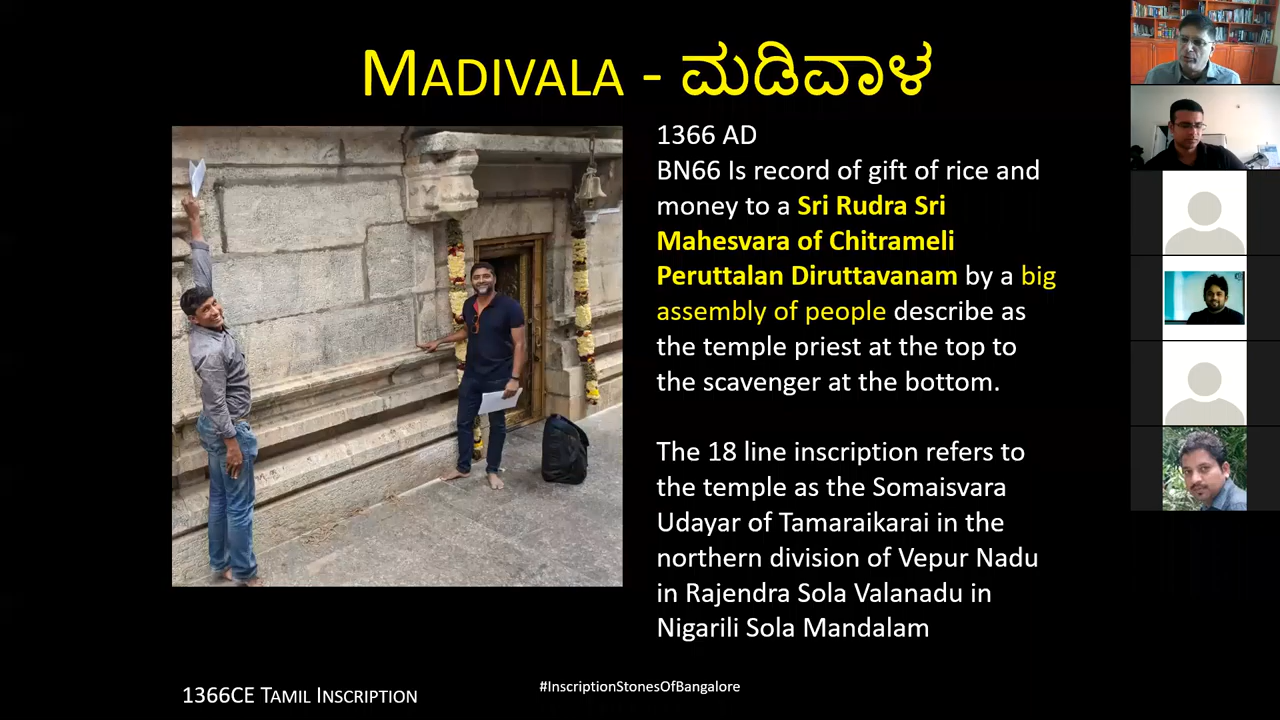 MADIVALA - ಮಡಿವಾಳ
1366 AD
BN66 Is record of gift of rice and
money to a Sri Rudra Sri
Mahesvara of Chitrameli
Peruttalan Diruttavanam by a big
assembly of people describe as
the temple priest at the top to
the scavenger at the bottom.
The 18 line inscription refers to
the temple as the Somaisvara
Udayar of Tamaraikarai in the
northern division of Vepur Nadu
in Rajendra Sola Valanadu in
Nigarili Sola Mandalam
1366CE TAMIL INSCRIPTION
#InscriptionStonesOfBangalore